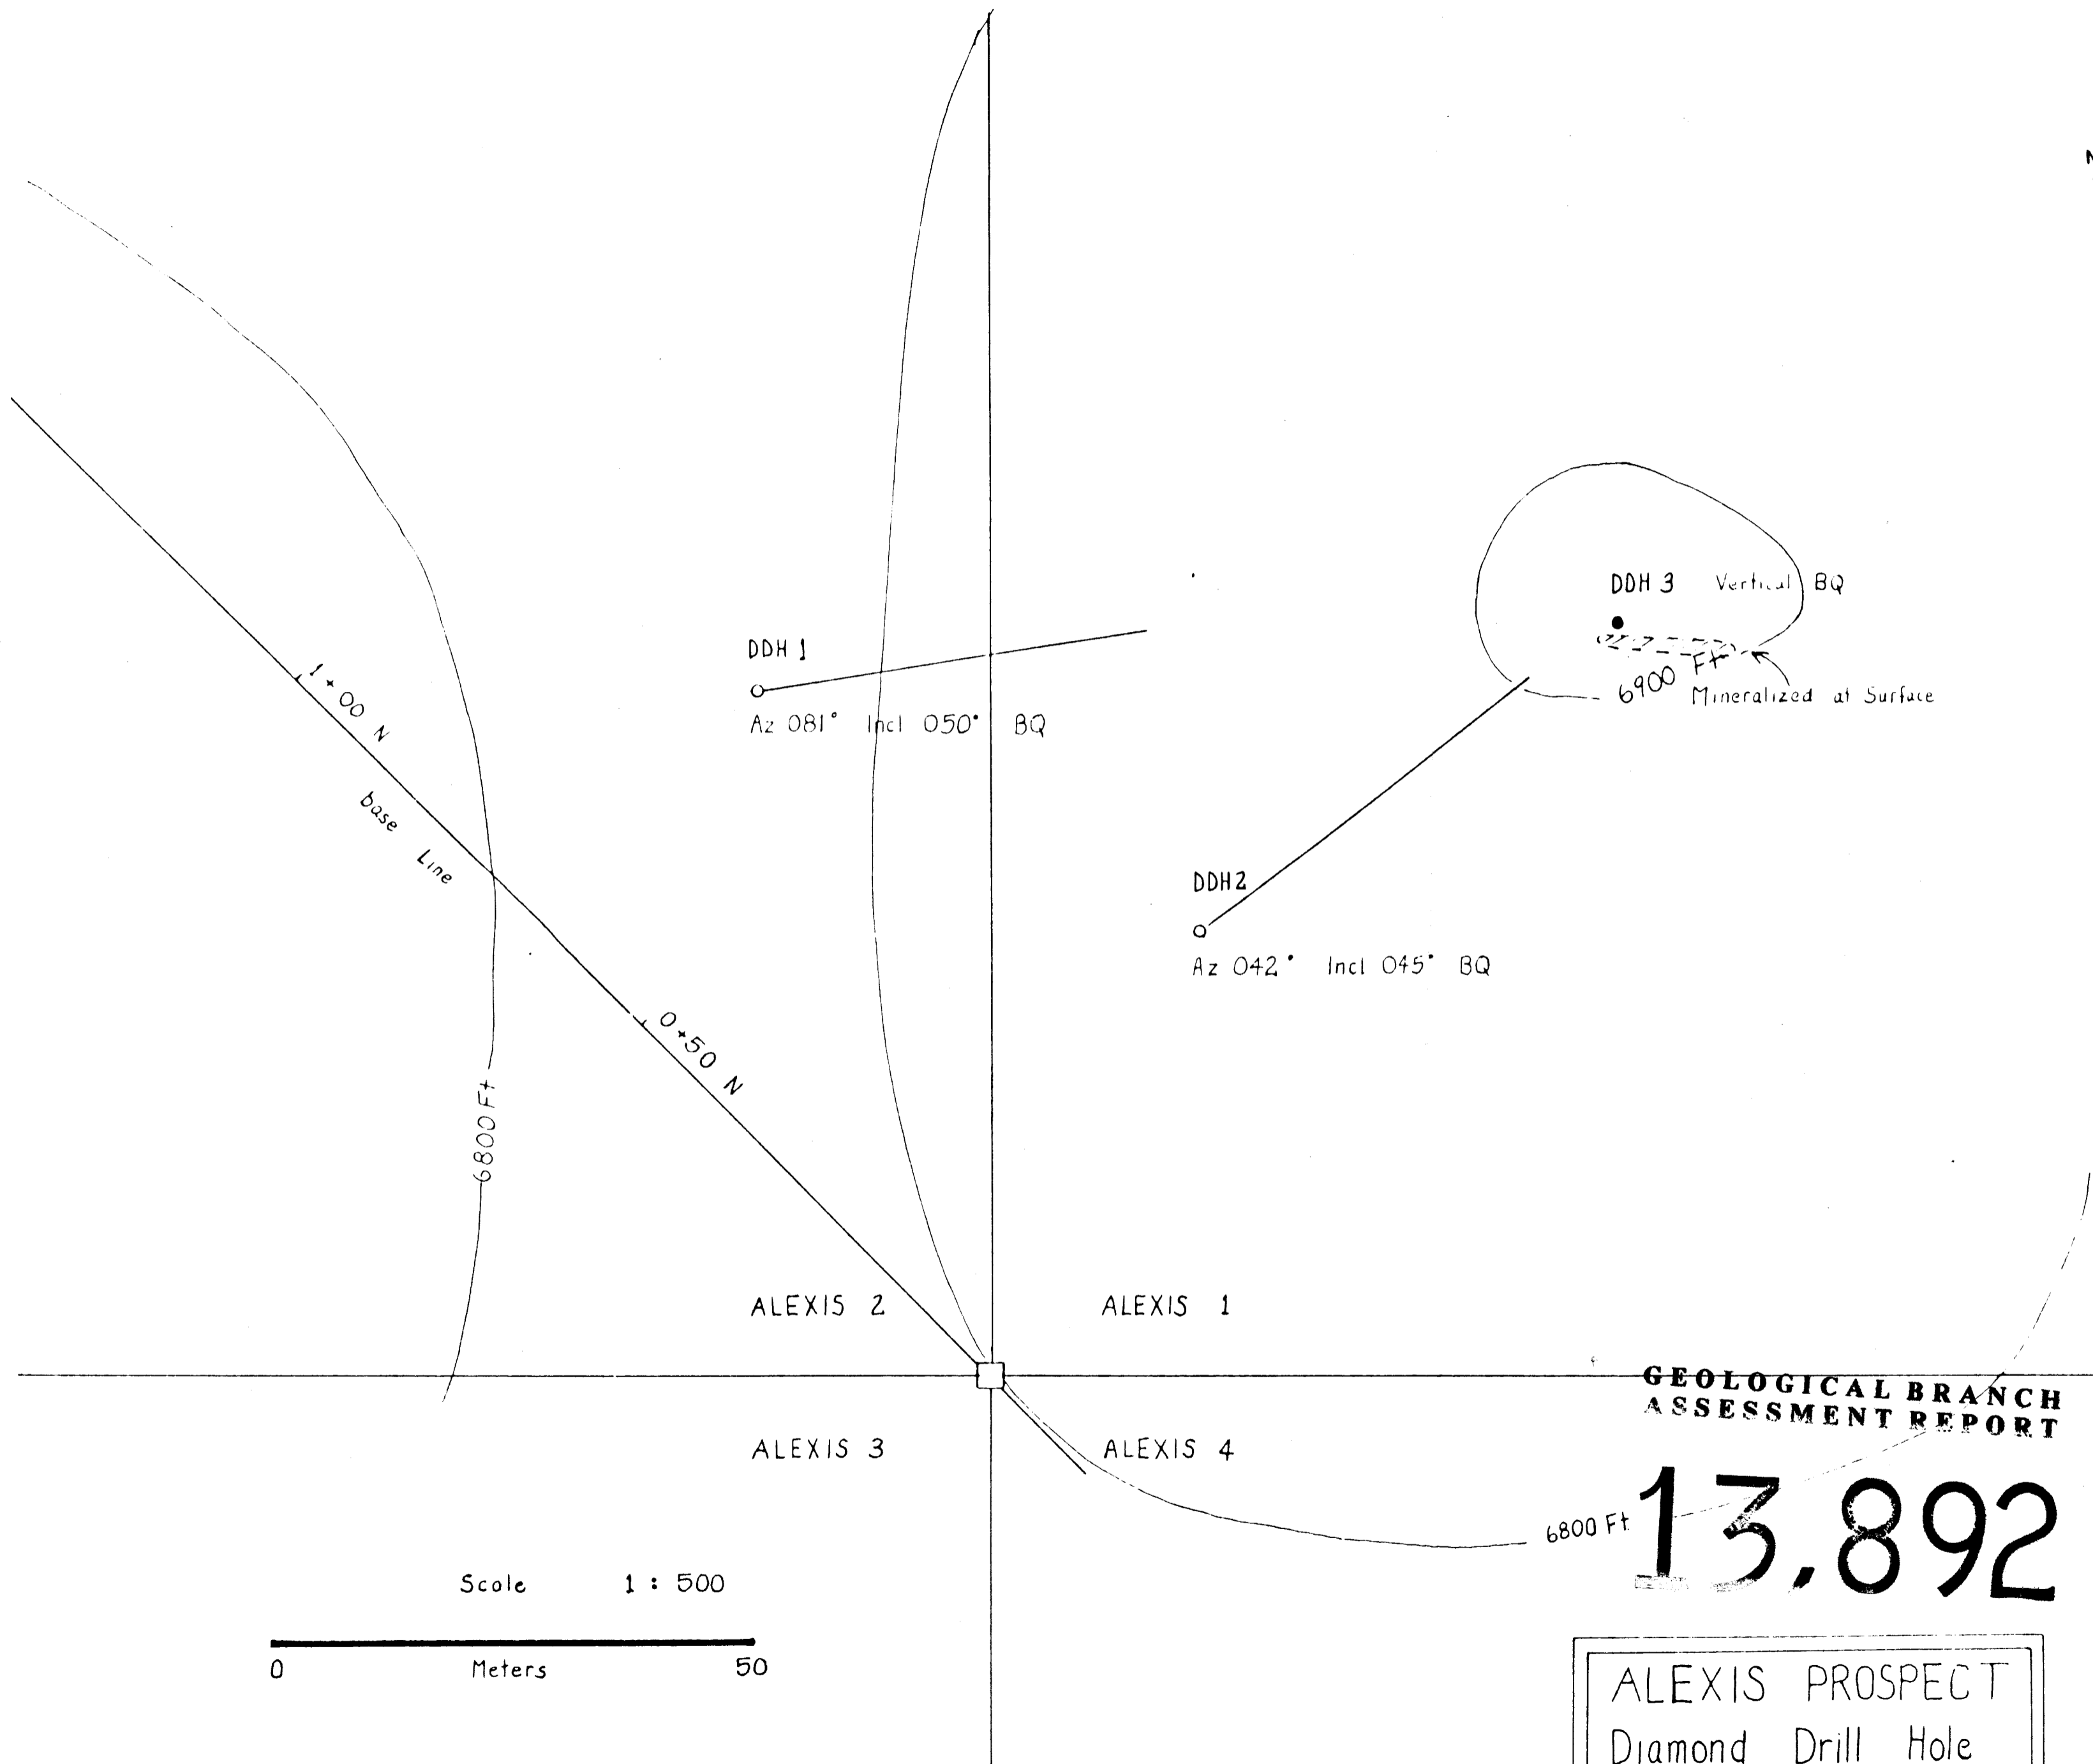 N
DDH 3 Vertical BQ
DDH 1
6900 Ft
Mineralized at Surface
Az 081° Incl 050° BQ
1+00 N
base Line
DDH2
Az 042° Incl 045° BQ
0+50 N
6800 Ft
ALEXIS 2
ALEXIS 1
GEOLOGICAL BRANCH
ASSESSMENT REPORT
ALEXIS 3
ALEXIS 4
13,892
6800 Ft
Scale 1 : 500
0 Meters 50
ALEXIS PROSPECT
Diamond Drill Hole